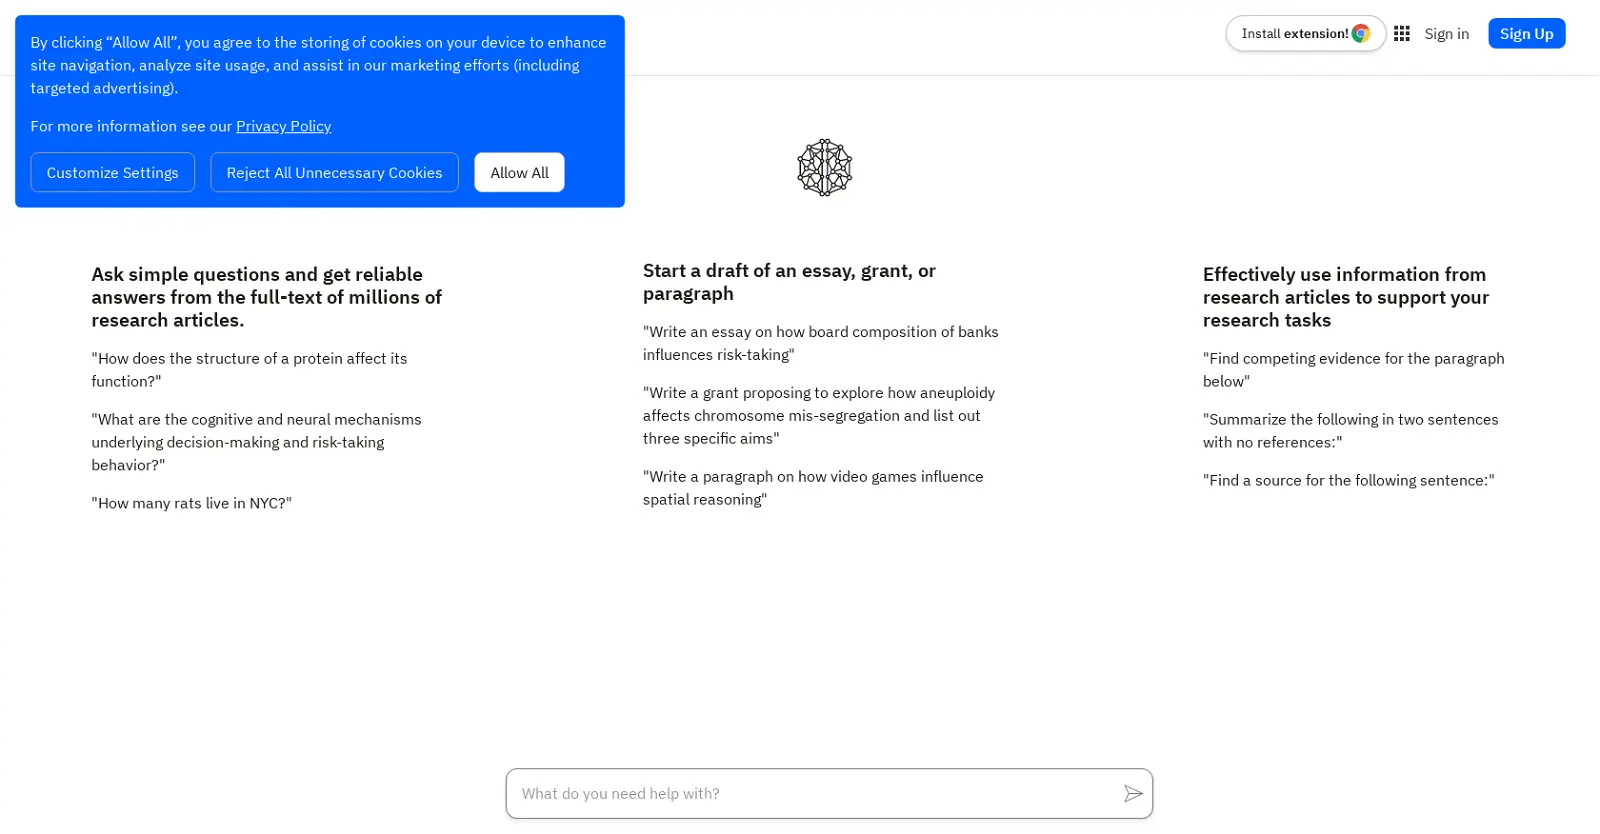 By clicking “Allow All”, you agree to the storing of cookies on your device to enhance
site navigation, analyze site usage, and assist in our marketing efforts (including
targeted advertising).
For more information see our Privacy Policy
Customize Settings
Reject All Unnecessary Cookies
Allow All
Install extension!
Sign in
Sign Up
Ask simple questions and get reliable
answers from the full-text of millions of
research articles.
"How does the structure of a protein affect its
function?"
"What are the cognitive and neural mechanisms
underlying decision-making and risk-taking
behavior?"
"How many rats live in NYC?"
Start a draft of an essay, grant, or
paragraph
"Write an essay on how board composition of banks
influences risk-taking"
"Write a grant proposing to explore how aneuploidy
affects chromosome mis-segregation and list out
three specific aims"
"Write a paragraph on how video games influence
spatial reasoning"
Effectively use information from
research articles to support your
research tasks
"Find competing evidence for the paragraph
below"
"Summarize the following in two sentences
with no references:"
"Find a source for the following sentence:"
What do you need help with?